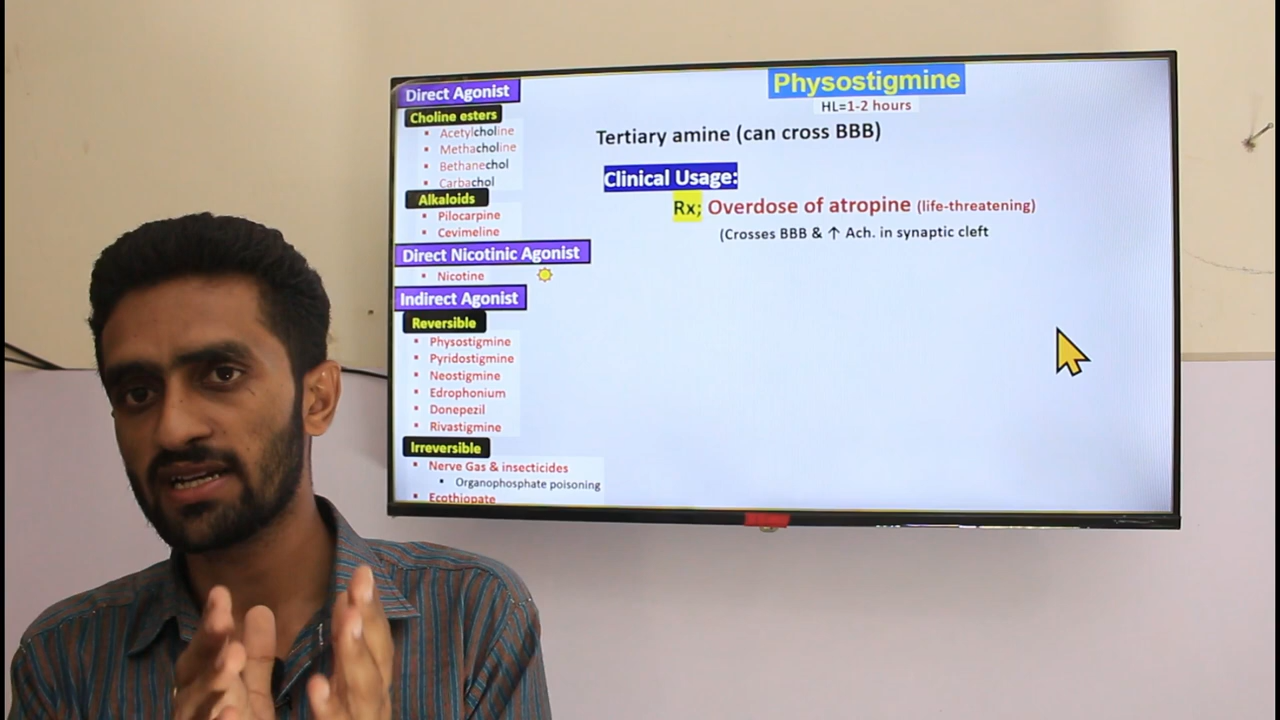 Direct Agonist
Choline esters
Acetylcholine
Methacholine
Bethanechol
Carbachol
Alkaloids
Pilocarpine
Cevimeline
Direct Nicotinic Agonist
Nicotine
Indirect Agonist
Reversible
Physostigmine
Pyridostigmine
Neostigmine
Edrophonium
Donepezil
Rivastigmine
Irreversible
Nerve Gas & insecticides
Organophosphate poisoning
Ecothiopate
Physostigmine
HL=1-2 hours
Tertiary amine (can cross BBB)
Clinical Usage:
Rx; Overdose of atropine (life-threatening)
(Crosses BBB & ↑ Ach. in synaptic cleft